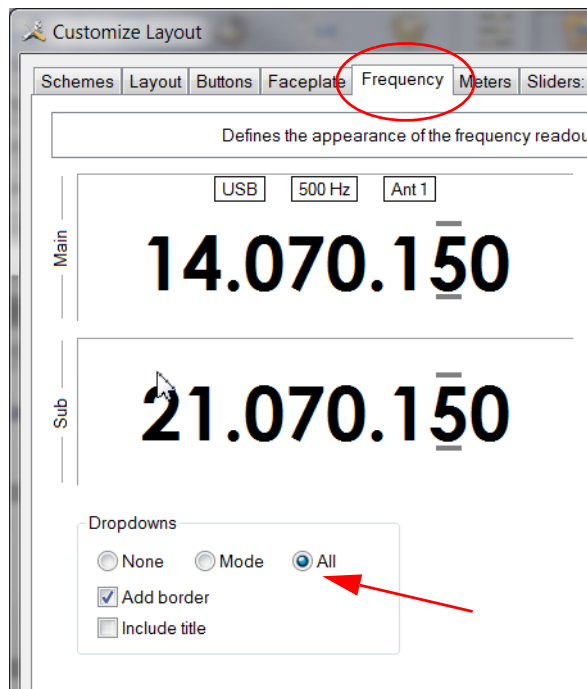 Customize Layout
Schemes Layout Buttons Faceplate Frequency Meters Sliders:
Defines the appearance of the frequency readou
USB 500 Hz Ant 1
Main
14.070.150
Sub
21.070.150
Dropdowns
None Mode All
Add border
Include title